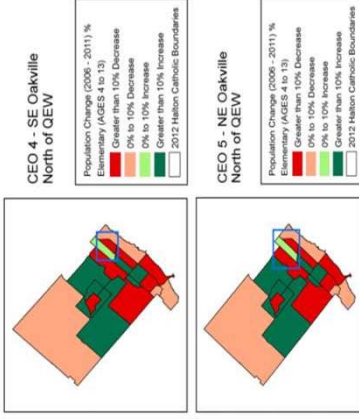 CEO 4 - SE Oakville
North of QEW
Population Change (2006 - 2011) %
Elementary (AGES 4 to 13)
Greater than 10% Decrease
0% to 10% Decrease
0% to 10% Increase
Greater than 10% Increase
2012 Halton Catholic Boundaries
CEO 5 - NE Oakville
North of QEW
Population Change (2006 - 2011) %
Elementary (AGES 4 to 13)
Greater than 10% Decrease
0% to 10% Decrease
0% to 10% Increase
Greater than 10% Increase
2012 Halton Catholic Boundaries